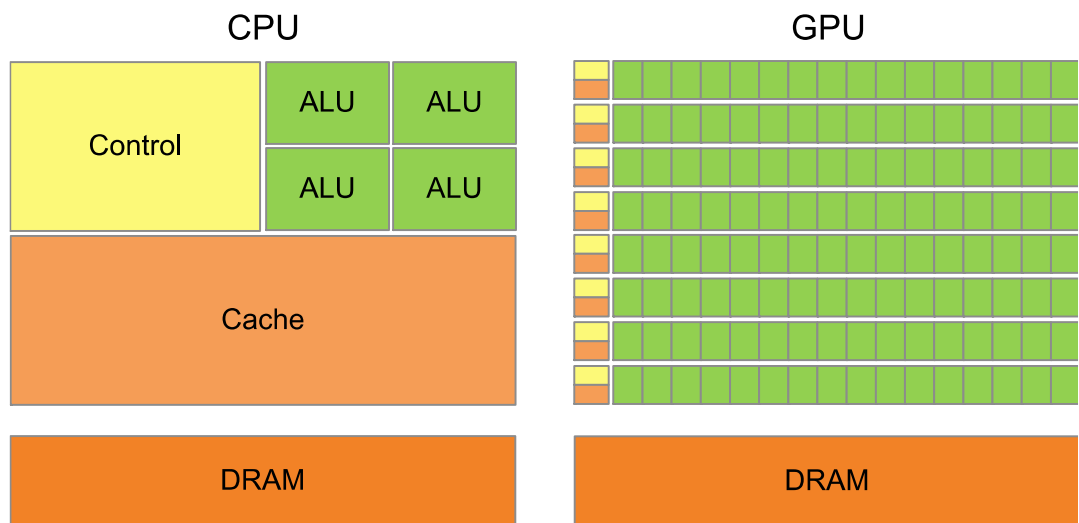 CPU
GPU
Control
ALU
ALU
ALU
ALU
Cache
DRAM
DRAM